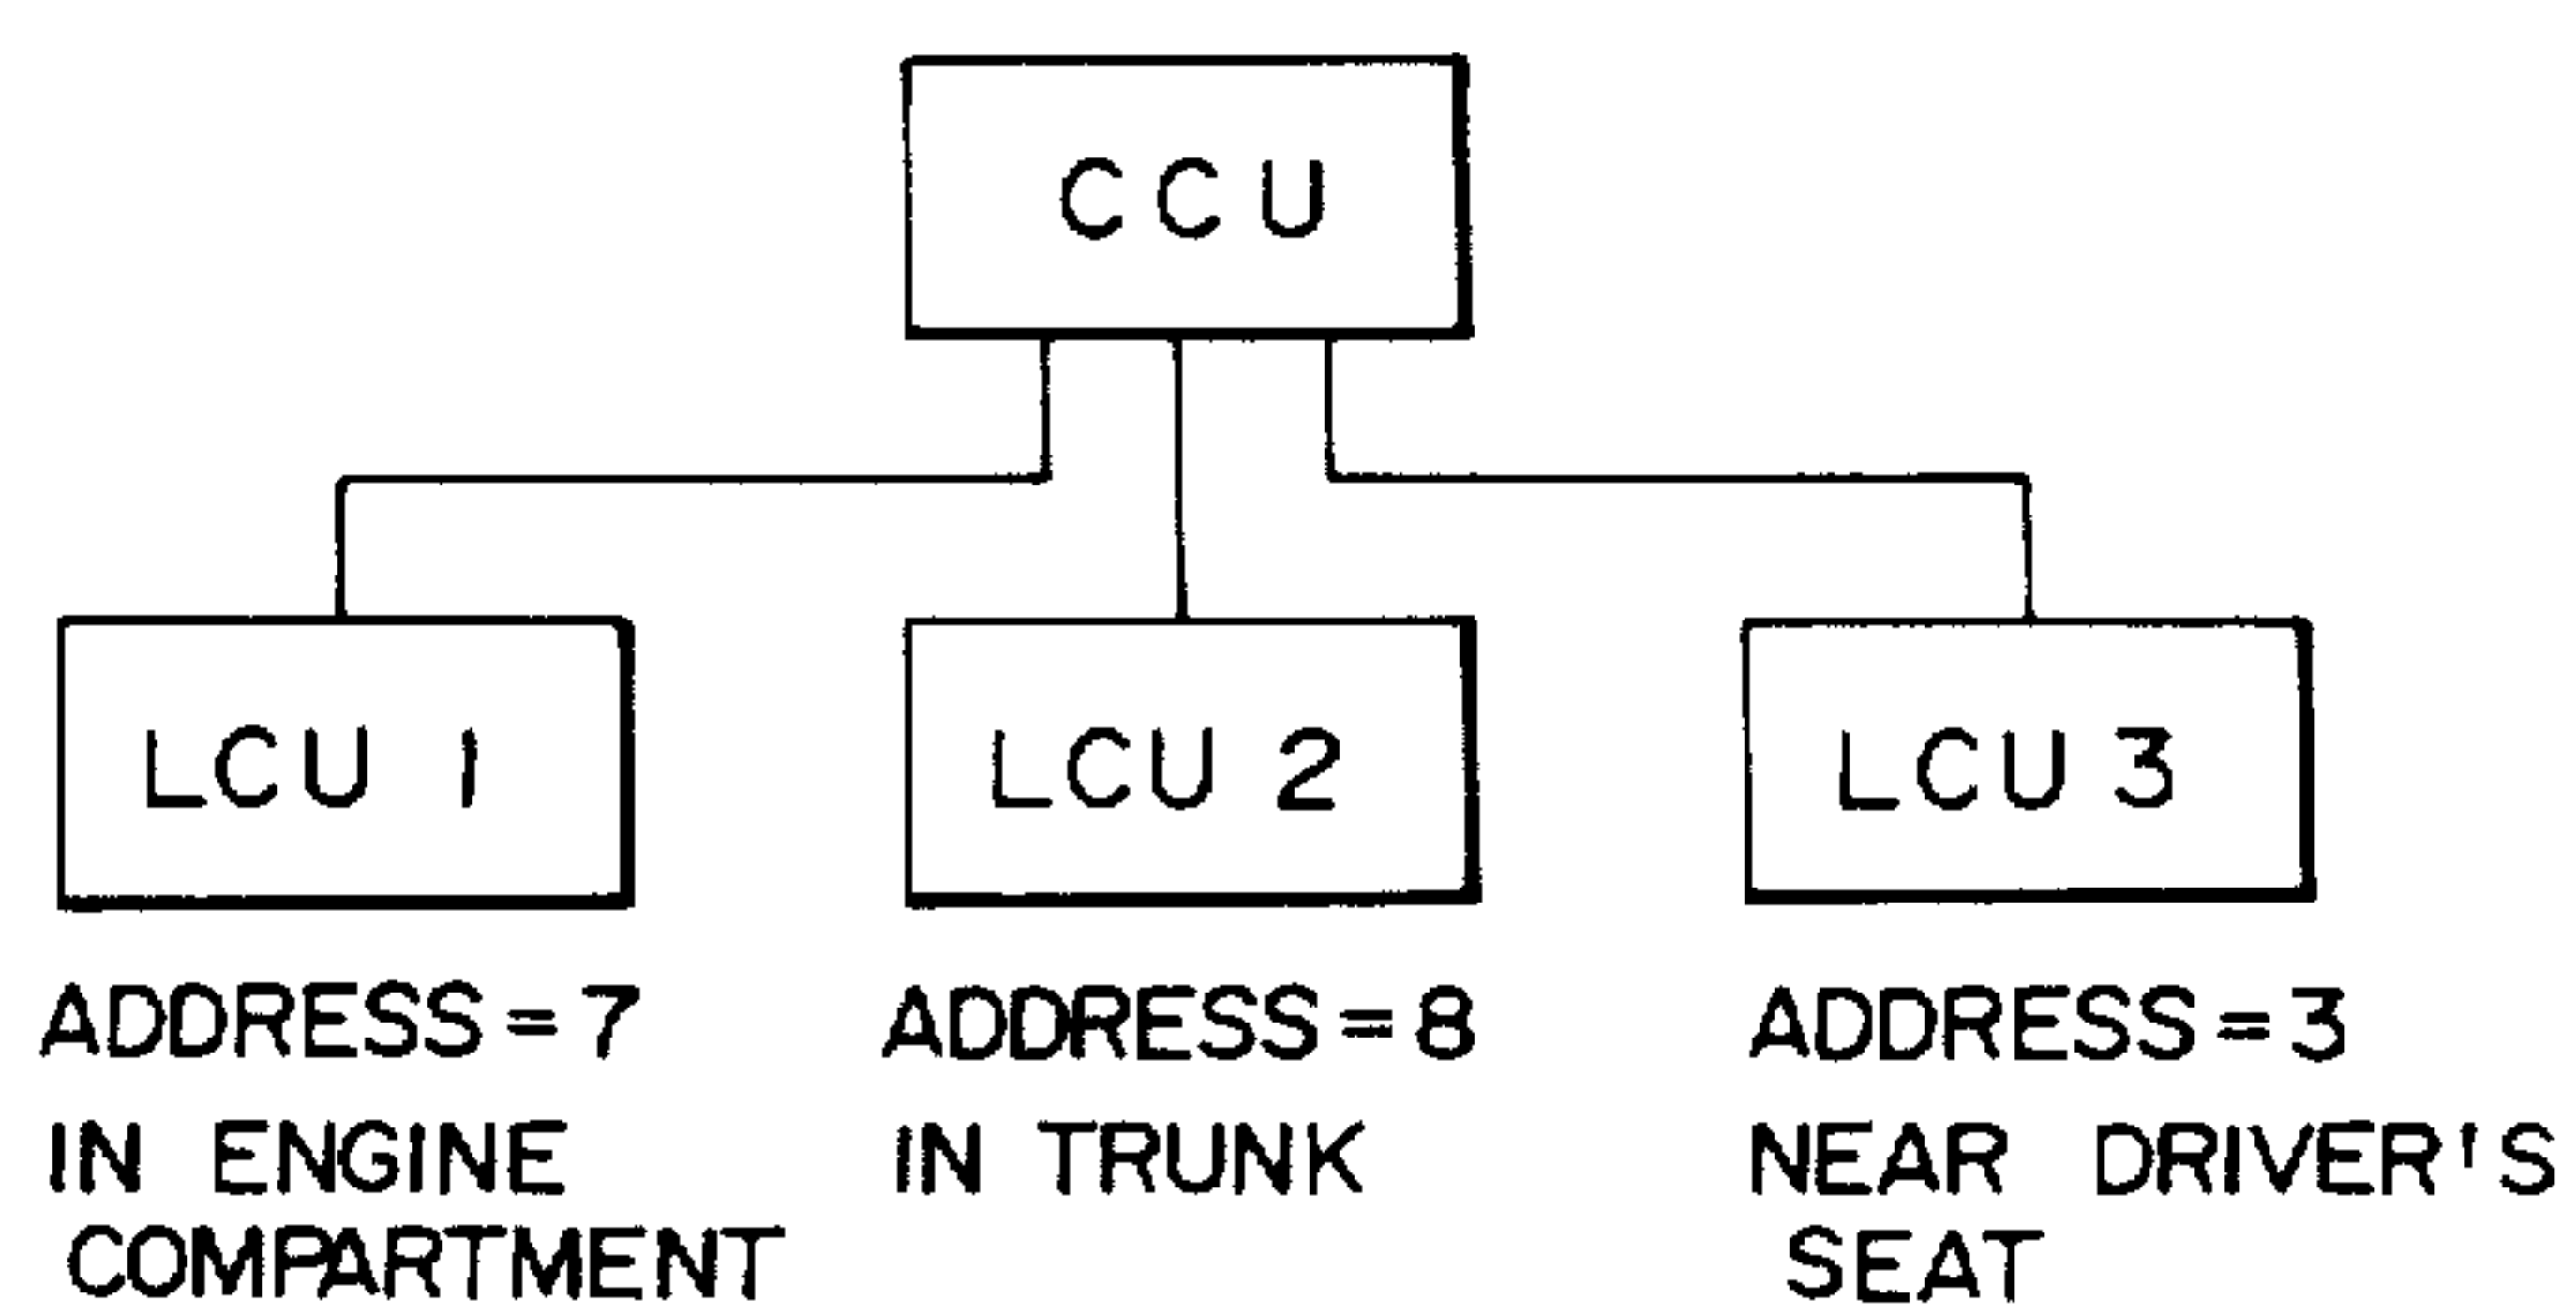 CCU
LCU 1
LCU 2
LCU 3
ADDRESS=7
IN ENGINE
COMPARTMENT
ADDRESS=8
IN TRUNK
ADDRESS=3
NEAR DRIVER'S
SEAT